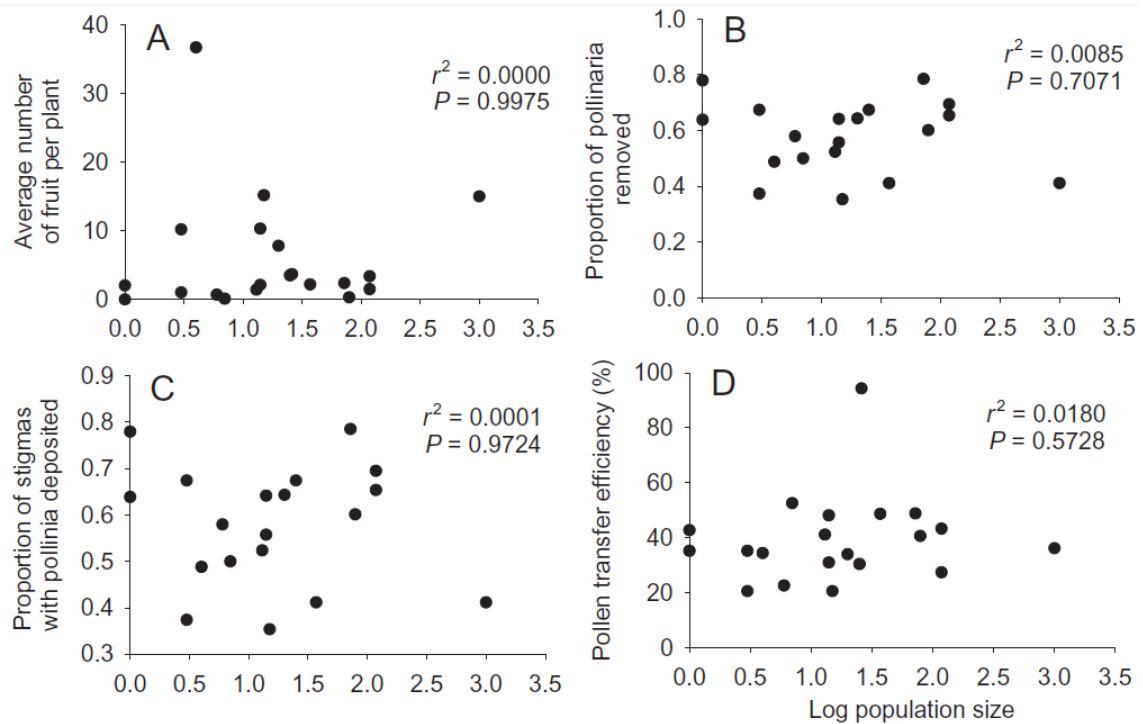 A
r² = 0.0000
P = 0.9975
Average number
of fruit per plant
40
30
20
10
0
0.0 0.5 1.0 1.5 2.0 2.5 3.0 3.5
B
r² = 0.0085
P = 0.7071
Proportion of pollinaria
removed
1.0
0.8
0.6
0.4
0.2
0.0
0.0 0.5 1.0 1.5 2.0 2.5 3.0 3.5
C
r² = 0.0001
P = 0.9724
Proportion of stigmas
with pollinia deposited
0.9
0.8
0.7
0.6
0.5
0.4
0.3
0.0 0.5 1.0 1.5 2.0 2.5 3.0 3.5
D
r² = 0.0180
P = 0.5728
Pollen transfer efficiency (%)
100
80
60
40
20
0
0.0 0.5 1.0 1.5 2.0 2.5 3.0 3.5
Log population size